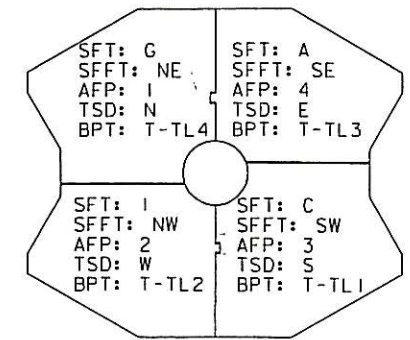 SFT: G
SFFT: NE
AFP: 1
TSD: N
BPT: T-TL4
SFT: A
SFFT: SE
AFP: 4
TSD: E
BPT: T-TL3
SFT: I
SFFT: NW
AFP: 2
TSD: W
BPT: T-TL2
SFT: C
SFFT: SW
AFP: 3
TSD: S
BPT: T-TL1